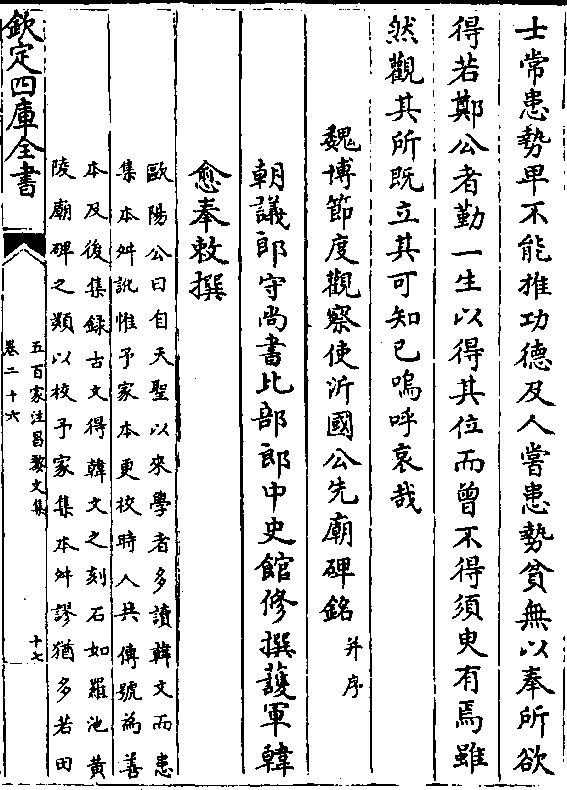 士常患勢卑不能推功德及人嘗患勢貧無以奉所欲
得若鄭公者勤一生以得其位而曾不得須臾有焉雖
然觀其所既立其可知已嗚呼哀哉
魏博節度觀察使沂國公先廟碑銘并序
朝議郎守尚書比部郎中史館修撰護軍韓
愈奉敕撰
歐陽公曰自天聖以來學者多讀韓文而患
集本舛訛惟予家本更校時人共傳號為善
本及後集録古文得韓文之刻石如羅池黄
陵廟碑之類以校予家集本舛謬猶多若田
欽定四庫全書
五百家注昌黎文集
卷二十六
十七